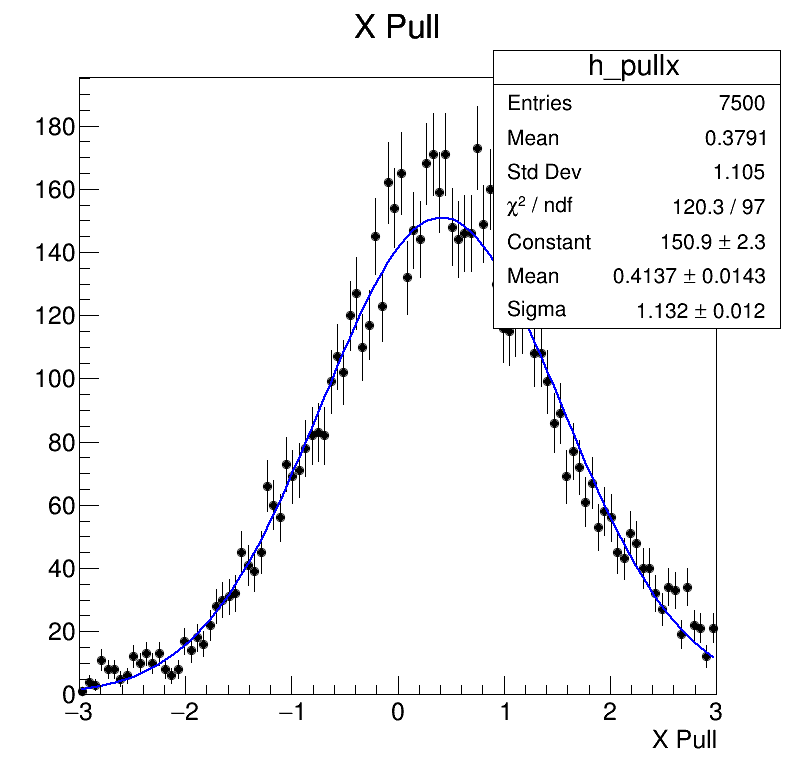 X Pull
h_pullx
Entries 7500
Mean 0.3791
Std Dev 1.105
χ² / ndf 120.3 / 97
Constant 150.9 ± 2.3
Mean 0.4137 ± 0.0143
Sigma 1.132 ± 0.012
180
160
140
120
100
80
60
40
20
0
−3 −2 −1 0 1 2 3
X Pull